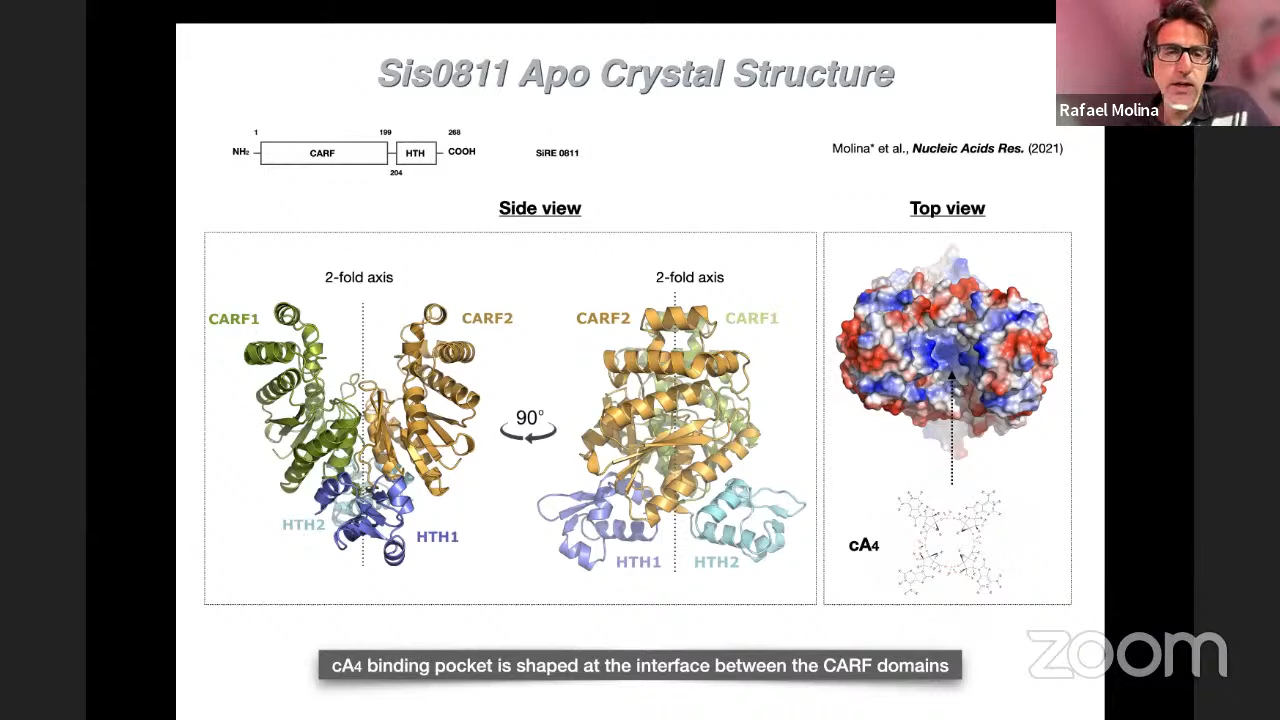 Sis0811 Apo Crystal Structure
Rafael Molina
1 199 268
NH₂ CARF HTH COOH SiRE 0811
204
Molina* et al., Nucleic Acids Res. (2021)
Side view
Top view
2-fold axis
2-fold axis
CARF1
CARF2
CARF2
CARF1
90°
HTH2
HTH1
HTH1
HTH2
cA4
cA4 binding pocket is shaped at the interface between the CARF domains
zoom